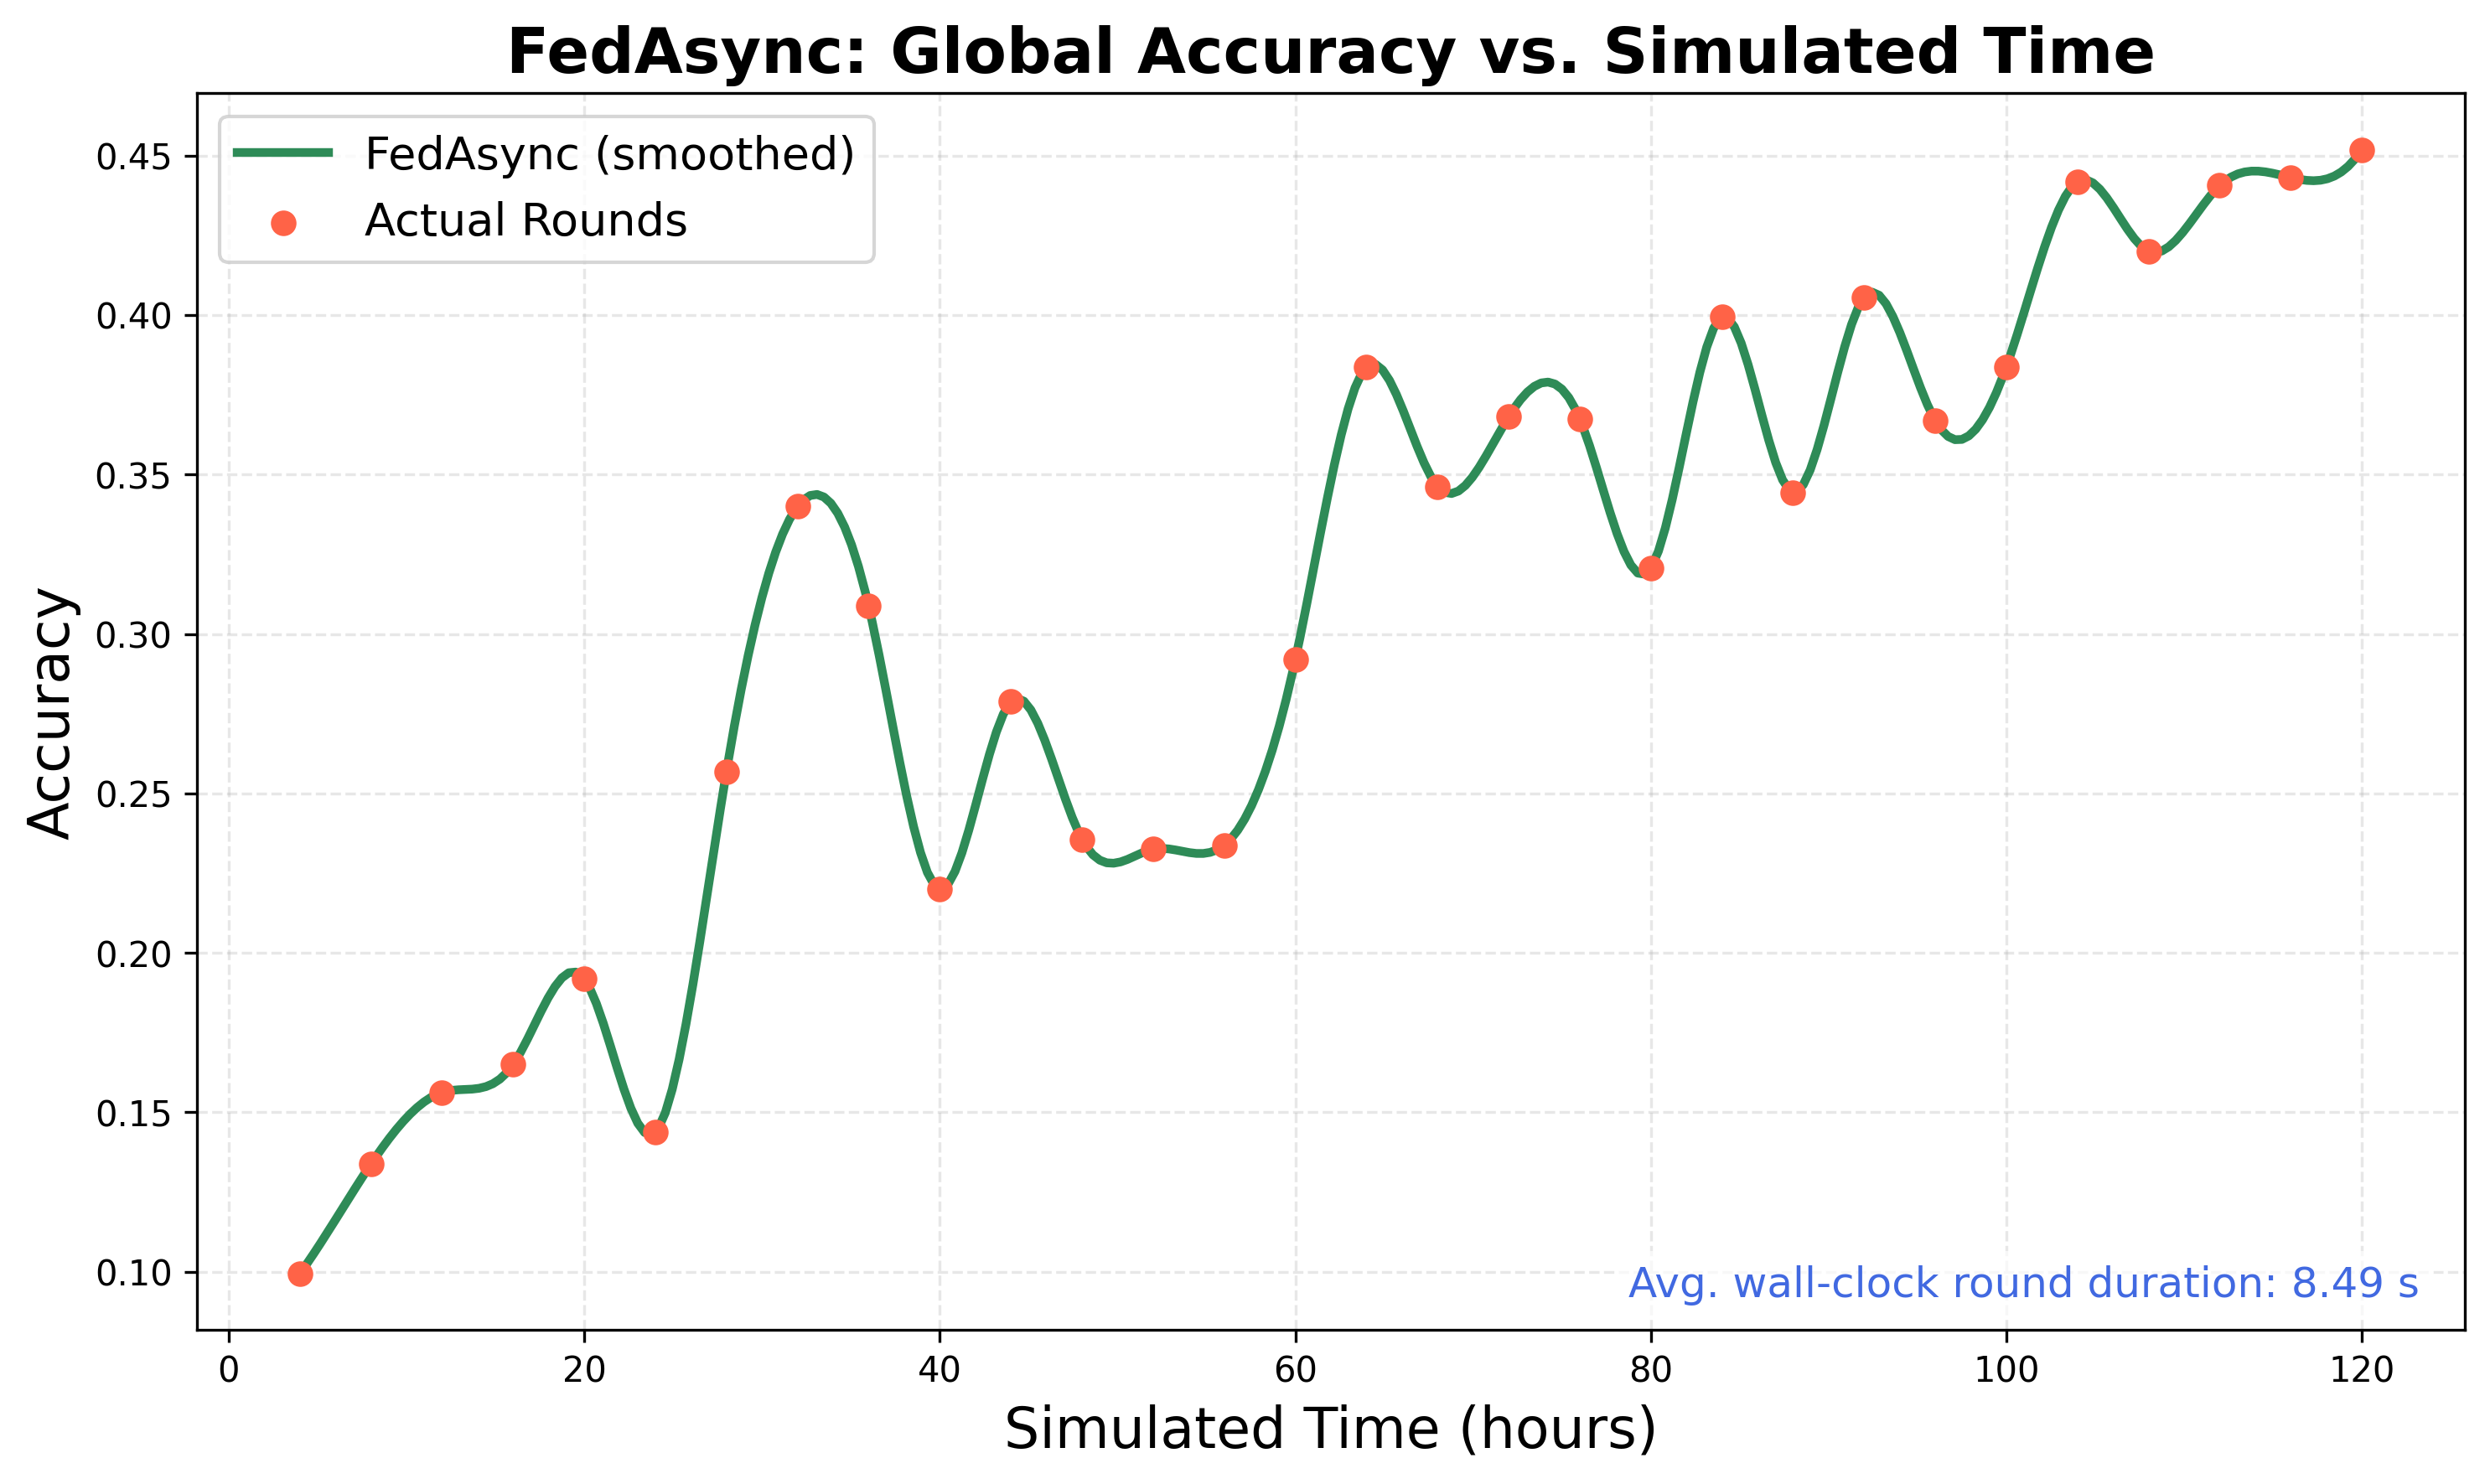 FedAsync: Global Accuracy vs. Simulated Time
FedAsync (smoothed)
Actual Rounds
Accuracy
0.45
0.40
0.35
0.30
0.25
0.20
0.15
0.10
Avg. wall-clock round duration: 8.49 s
0 20 40 60 80 100 120
Simulated Time (hours)